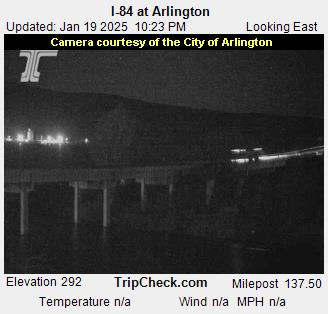 I-84 at Arlington
Updated: Jan 19 2025 10:23 PM Looking East
Camera courtesy of the City of Arlington
Elevation 292 TripCheck.com Milepost 137.50
Temperature n/a Wind n/a MPH n/a